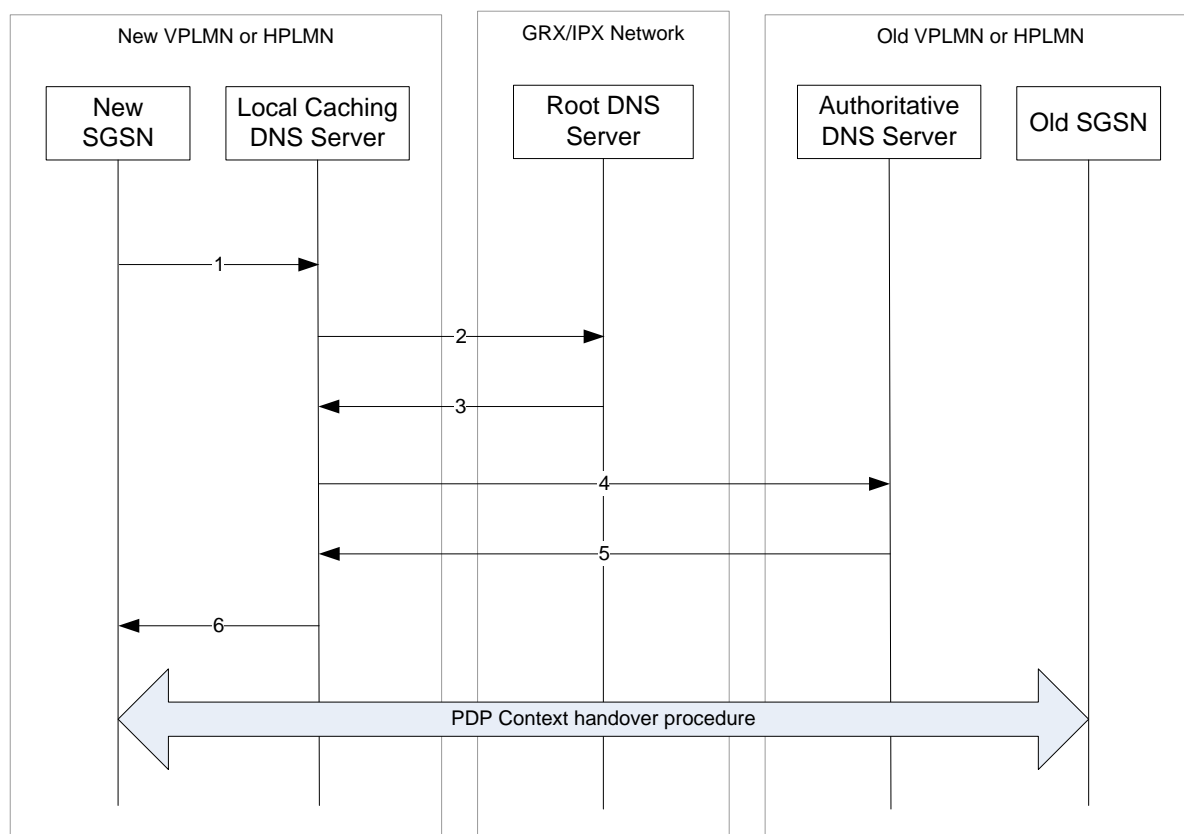 New VPLMN or HPLMN
GRX/IPX Network
Old VPLMN or HPLMN
New
SGSN
Local Caching
DNS Server
Root DNS
Server
Authoritative
DNS Server
Old SGSN
1
2
3
4
5
6
PDP Context handover procedure